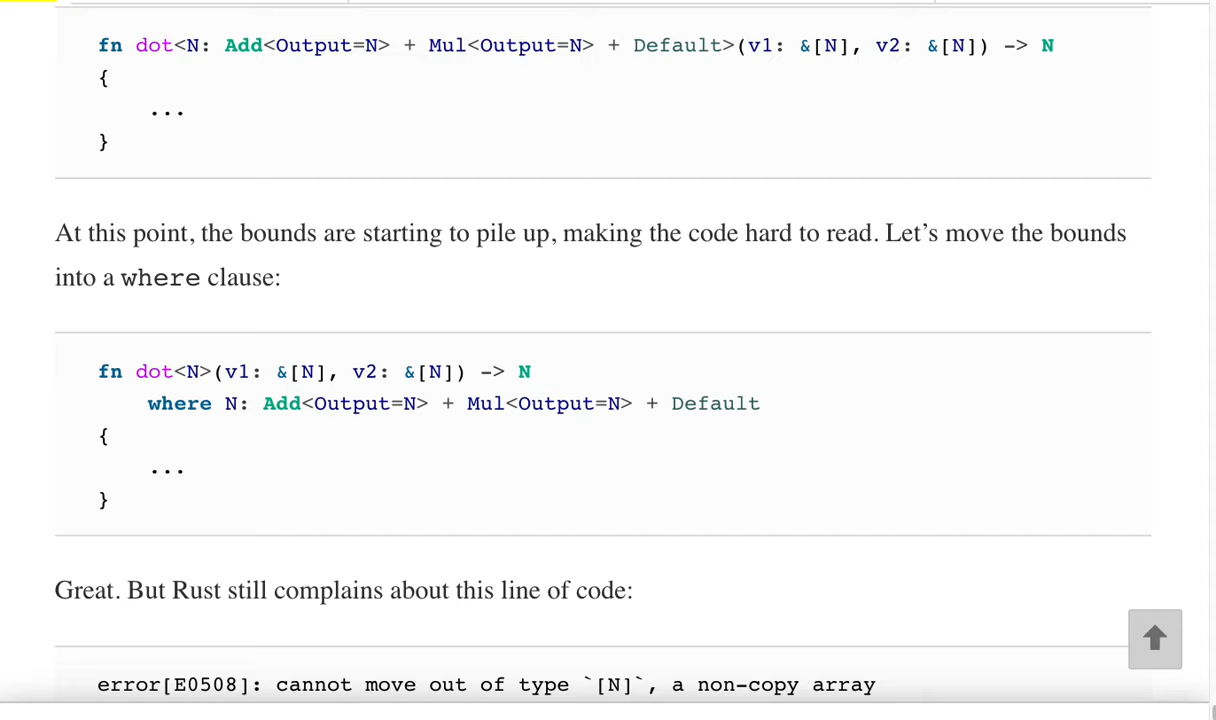 fn dot<N: Add<Output=N> + Mul<Output=N> + Default>(v1: &[N], v2: &[N]) -> N
{
    ...
}
At this point, the bounds are starting to pile up, making the code hard to read. Let’s move the bounds
into a where clause:
fn dot<N>(v1: &[N], v2: &[N]) -> N
    where N: Add<Output=N> + Mul<Output=N> + Default
{
    ...
}
Great. But Rust still complains about this line of code:
error[E0508]: cannot move out of type `[N]`, a non-copy array